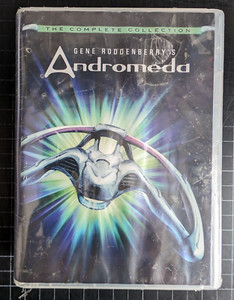 THE COMPLETE COLLECTION
GENE RODDENBERRY'S
Andromeda